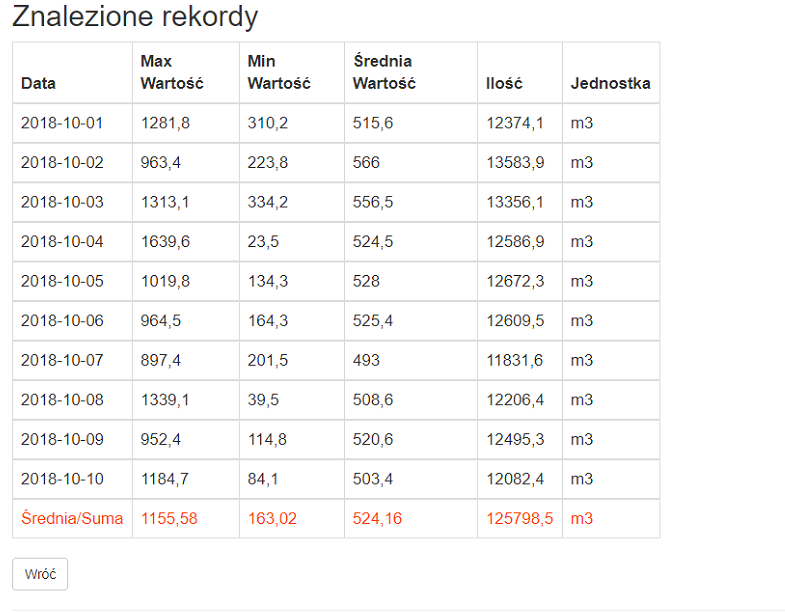 Znalezione rekordy
Data Max Wartość Min Wartość Średnia Wartość Ilość Jednostka
2018-10-01 1281,8 310,2 515,6 12374,1 m3
2018-10-02 963,4 223,8 566 13583,9 m3
2018-10-03 1313,1 334,2 556,5 13356,1 m3
2018-10-04 1639,6 23,5 524,5 12586,9 m3
2018-10-05 1019,8 134,3 528 12672,3 m3
2018-10-06 964,5 164,3 525,4 12609,5 m3
2018-10-07 897,4 201,5 493 11831,6 m3
2018-10-08 1339,1 39,5 508,6 12206,4 m3
2018-10-09 952,4 114,8 520,6 12495,3 m3
2018-10-10 1184,7 84,1 503,4 12082,4 m3
Średnia/Suma 1155,58 163,02 524,16 125798,5 m3
Wróć